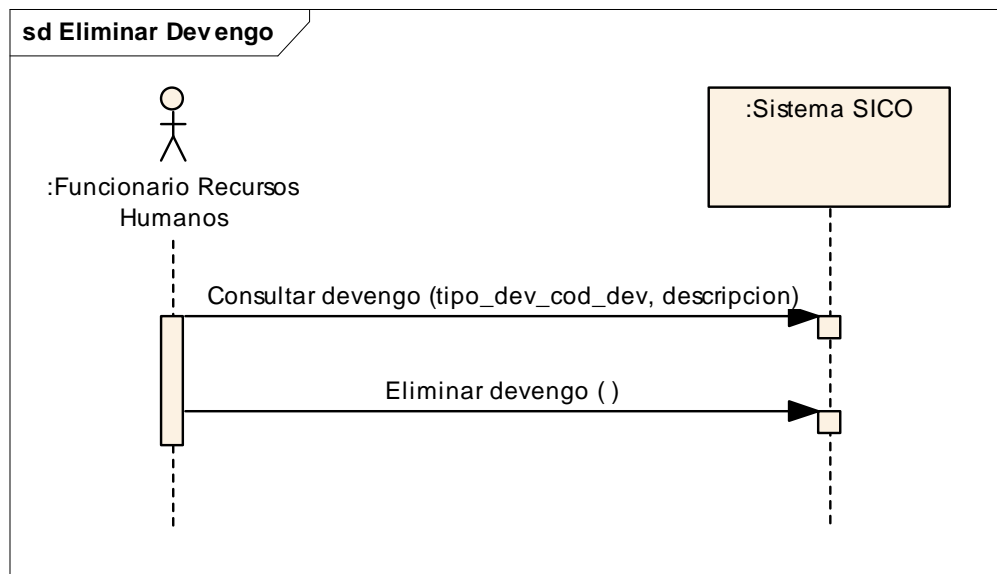 sd Eliminar Devengo
:Funcionario Recursos
Humanos
:Sistema SICO
Consultar devengo (tipo_dev_cod_dev, descripcion)
Eliminar devengo ( )